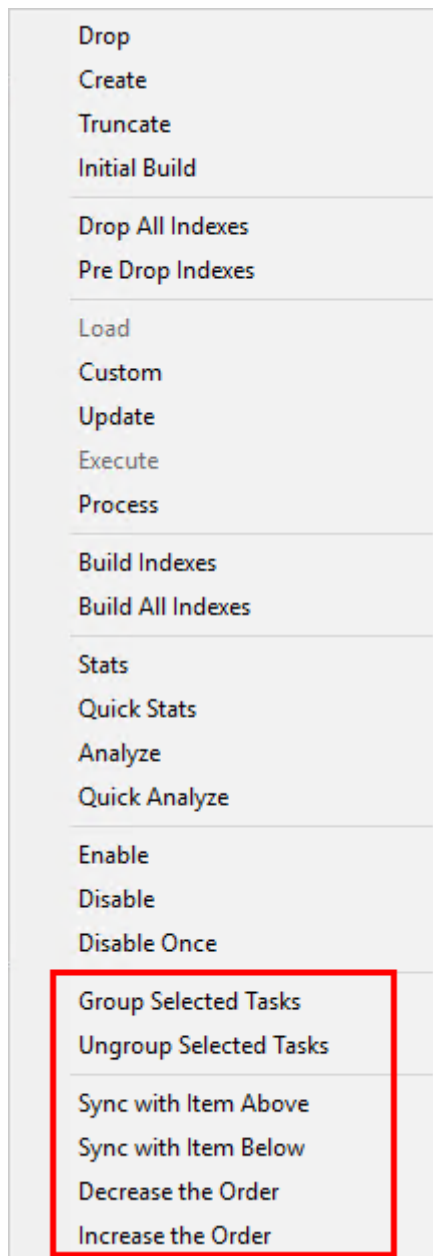 Drop
Create
Truncate
Initial Build
Drop All Indexes
Pre Drop Indexes
Load
Custom
Update
Execute
Process
Build Indexes
Build All Indexes
Stats
Quick Stats
Analyze
Quick Analyze
Enable
Disable
Disable Once
Group Selected Tasks
Ungroup Selected Tasks
Sync with Item Above
Sync with Item Below
Decrease the Order
Increase the Order